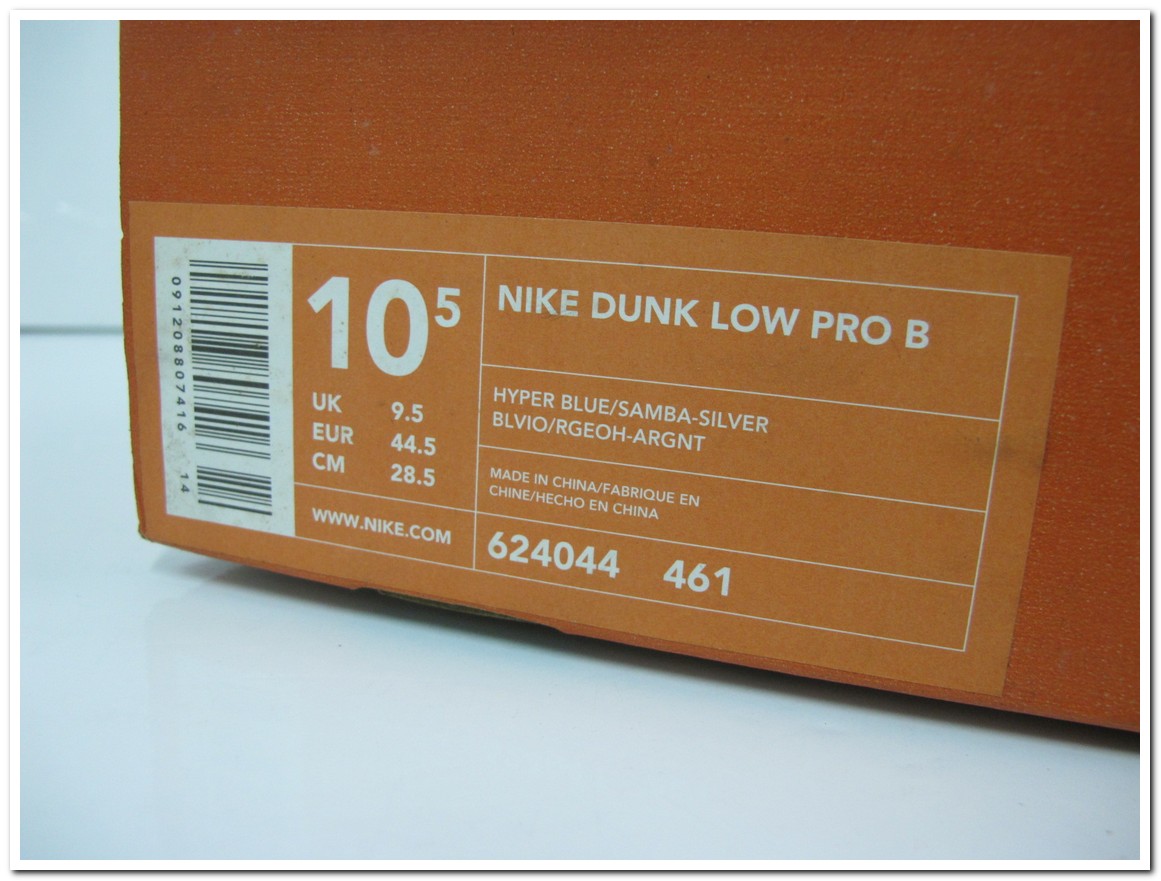 091208807416 14
10 5
UK 9.5
EUR 44.5
CM 28.5
WWW.NIKE.COM
NIKE DUNK LOW PRO B
HYPER BLUE/SAMBA-SILVER
BLVIO/RGEOH-ARGNT
MADE IN CHINA/FABRIQUE EN
CHINE/HECHO EN CHINA
624044 461